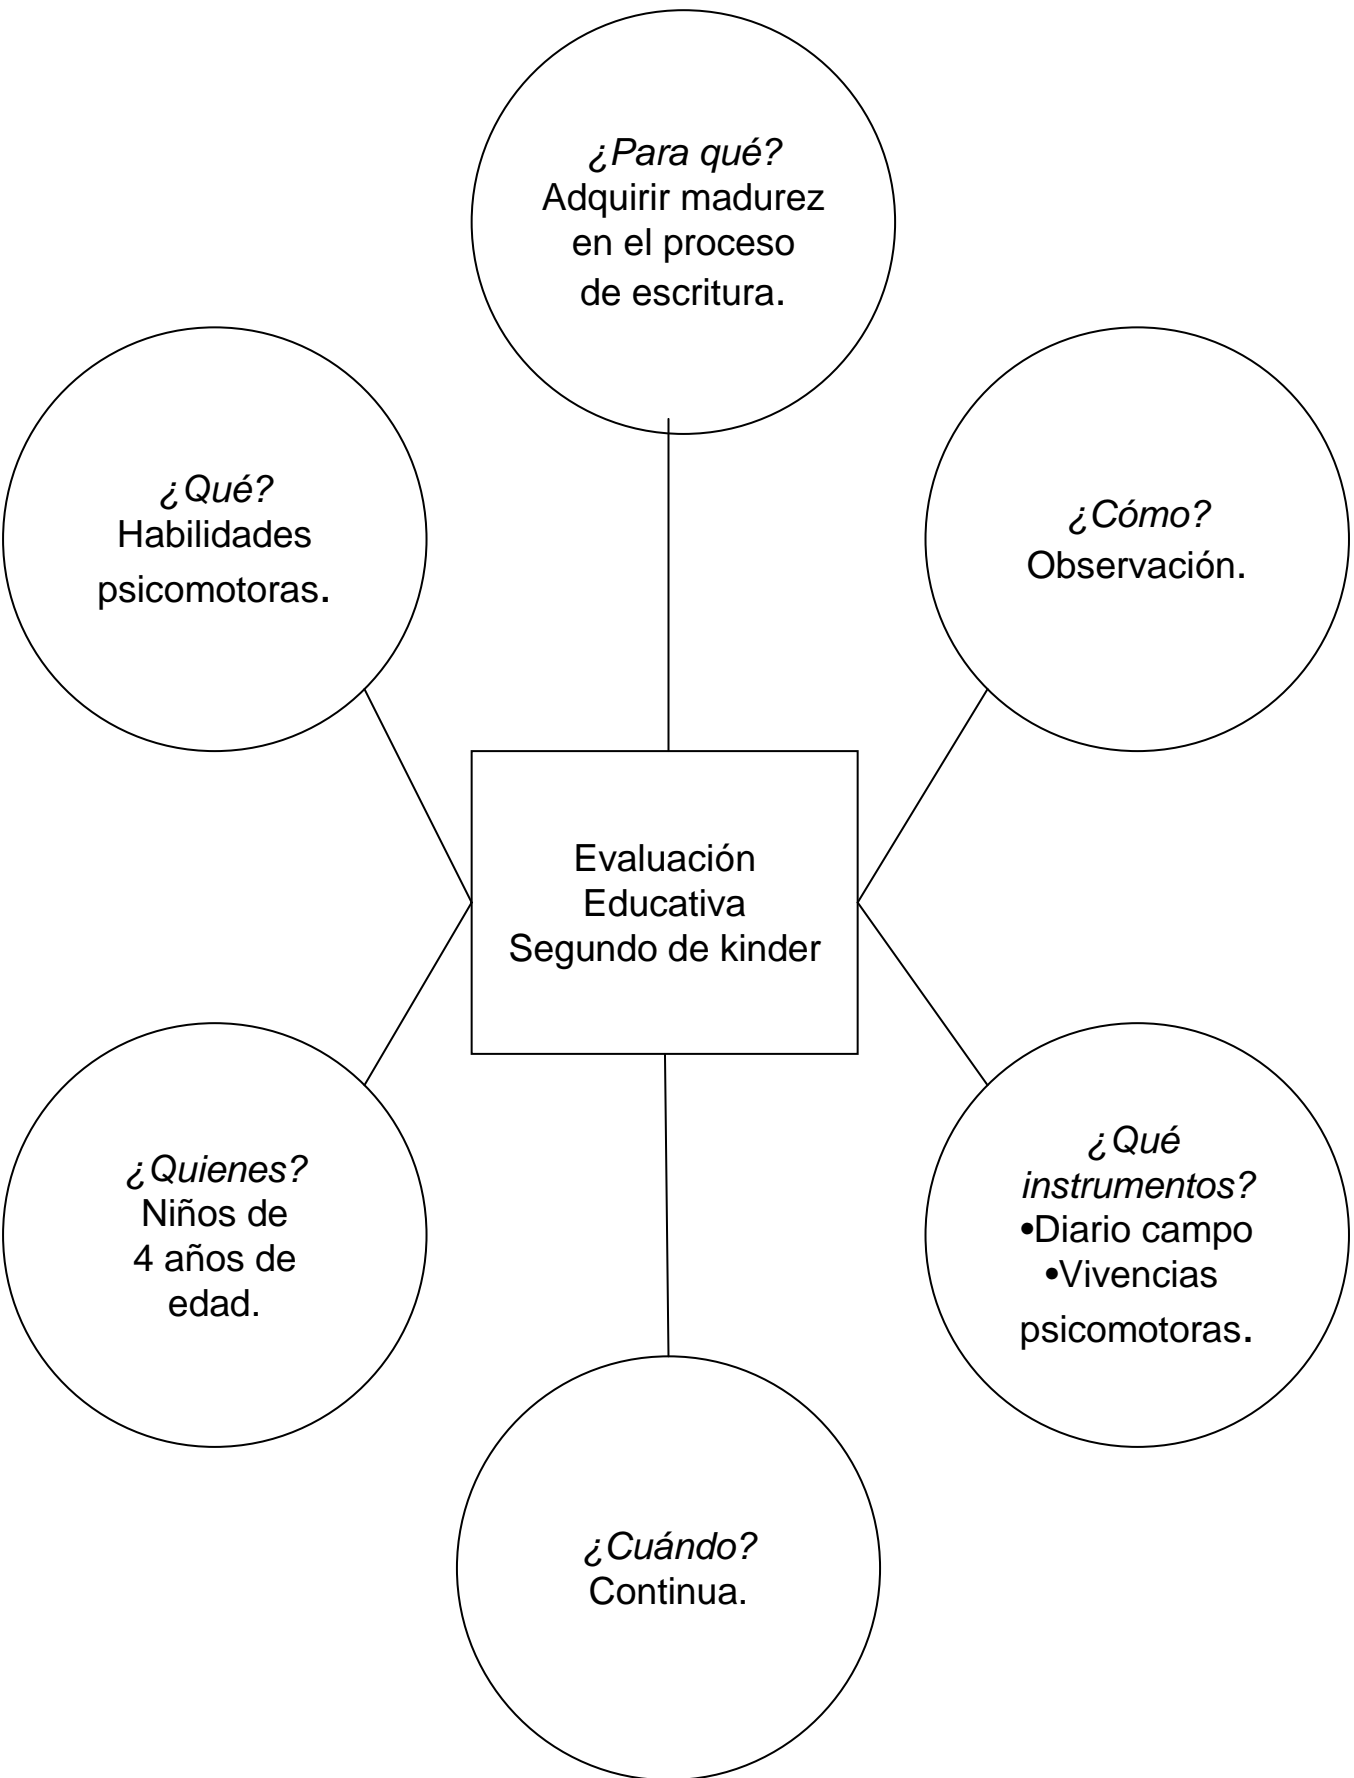 ¿Para qué?
Adquirir madurez
en el proceso
de escritura.
¿Qué?
Habilidades
psicomotoras.
¿Cómo?
Observación.
Evaluación
Educativa
Segundo de kinder
¿Quienes?
Niños de
4 años de
edad.
¿Qué
instrumentos?
•Diario campo
•Vivencias
psicomotoras.
¿Cuándo?
Continua.